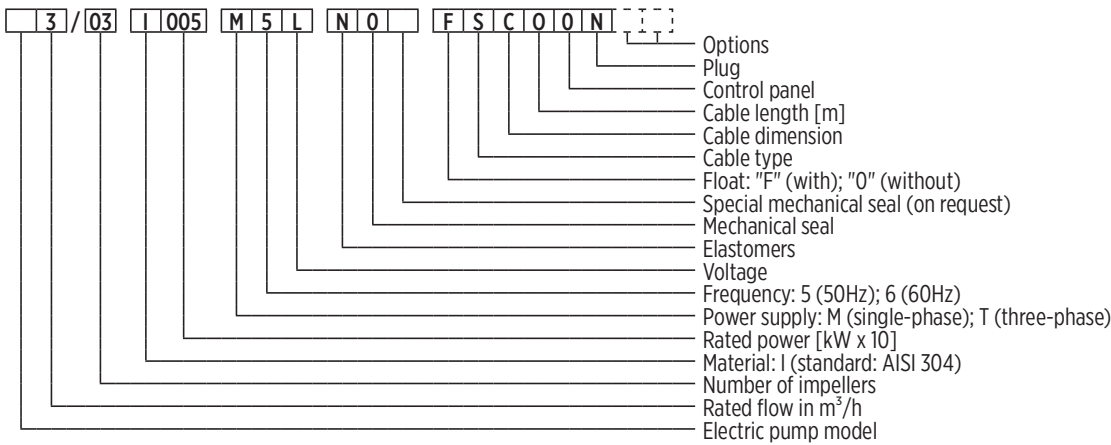 3/03 I 005 M 5 L N 0 F S C O 0 N
Options
Plug
Control panel
Cable length [m]
Cable dimension
Cable type
Float: "F" (with); "0" (without)
Special mechanical seal (on request)
Mechanical seal
Elastomers
Voltage
Frequency: 5 (50Hz); 6 (60Hz)
Power supply: M (single-phase); T (three-phase)
Rated power [kW x 10]
Material: I (standard: AISI 304)
Number of impellers
Rated flow in m³/h
Electric pump model